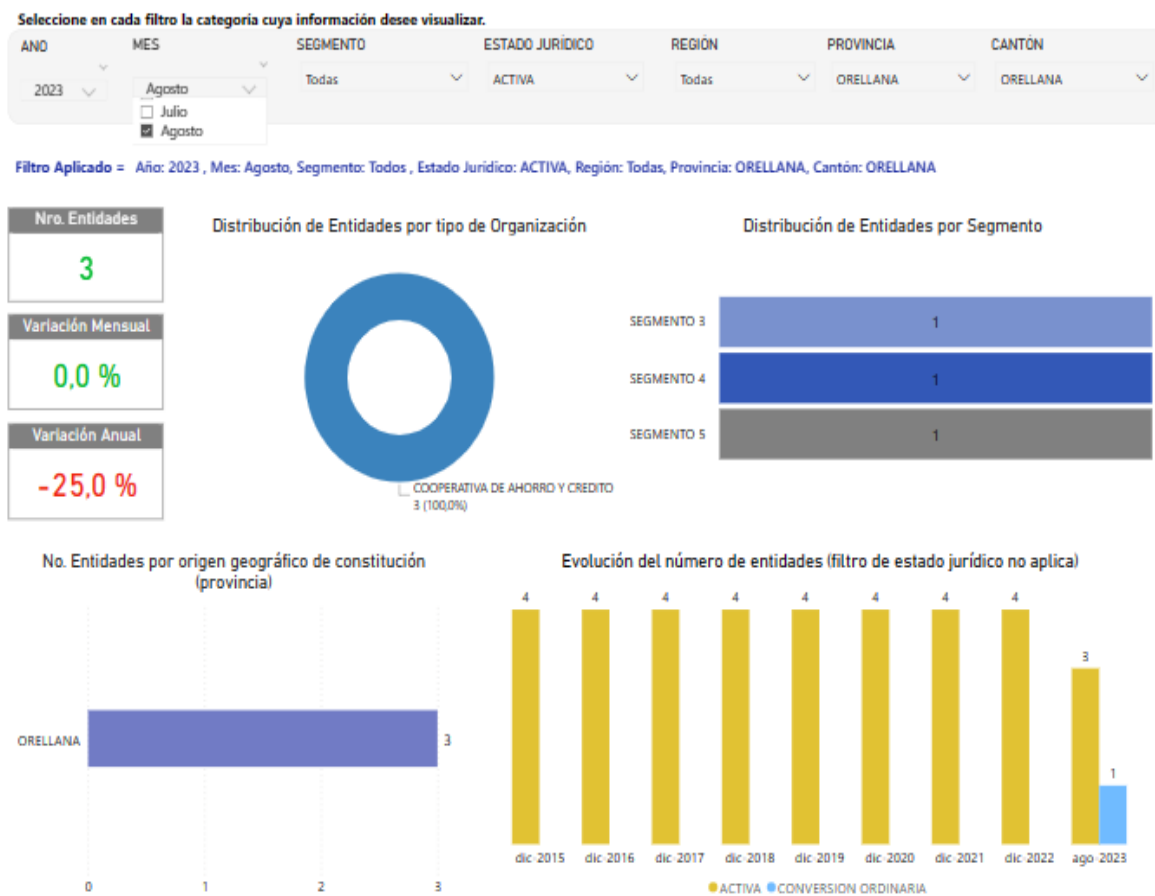 Seleccione en cada filtro la categoría cuya información desee visualizar.
AÑO MES SEGMENTO ESTADO JURÍDICO REGIÓN PROVINCIA CANTÓN
2023 Agosto Todas ACTIVA Todas ORELLANA ORELLANA
Julio
Agosto
Filtro Aplicado = Año: 2023 , Mes: Agosto, Segmento: Todos , Estado Jurídico: ACTIVA, Región: Todas, Provincia: ORELLANA, Cantón: ORELLANA
Nro. Entidades
3
Variación Mensual
0,0 %
Variación Anual
-25,0 %
Distribución de Entidades por tipo de Organización
COOPERATIVA DE AHORRO Y CREDITO
3 (100,0%)
Distribución de Entidades por Segmento
SEGMENTO 3 1
SEGMENTO 4 1
SEGMENTO 5 1
No. Entidades por origen geográfico de constitución
(provincia)
ORELLANA 3
0 1 2 3
Evolución del número de entidades (filtro de estado jurídico no aplica)
4 4 4 4 4 4 4 4
3
1
dic-2015 dic-2016 dic-2017 dic-2018 dic-2019 dic-2020 dic-2021 dic-2022 ago-2023
ACTIVA CONVERSION ORDINARIA